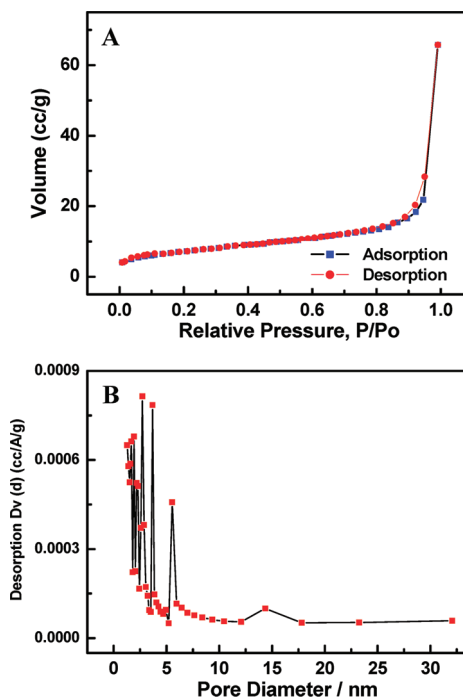 A
60
40
20
0
Volume (cc/g)
Adsorption
Desorption
0.0 0.2 0.4 0.6 0.8 1.0
Relative Pressure, P/Po
B
0.0009
0.0006
0.0003
0.0000
Desorption Dv (d) (cc/A/g)
0 5 10 15 20 25 30
Pore Diameter / nm